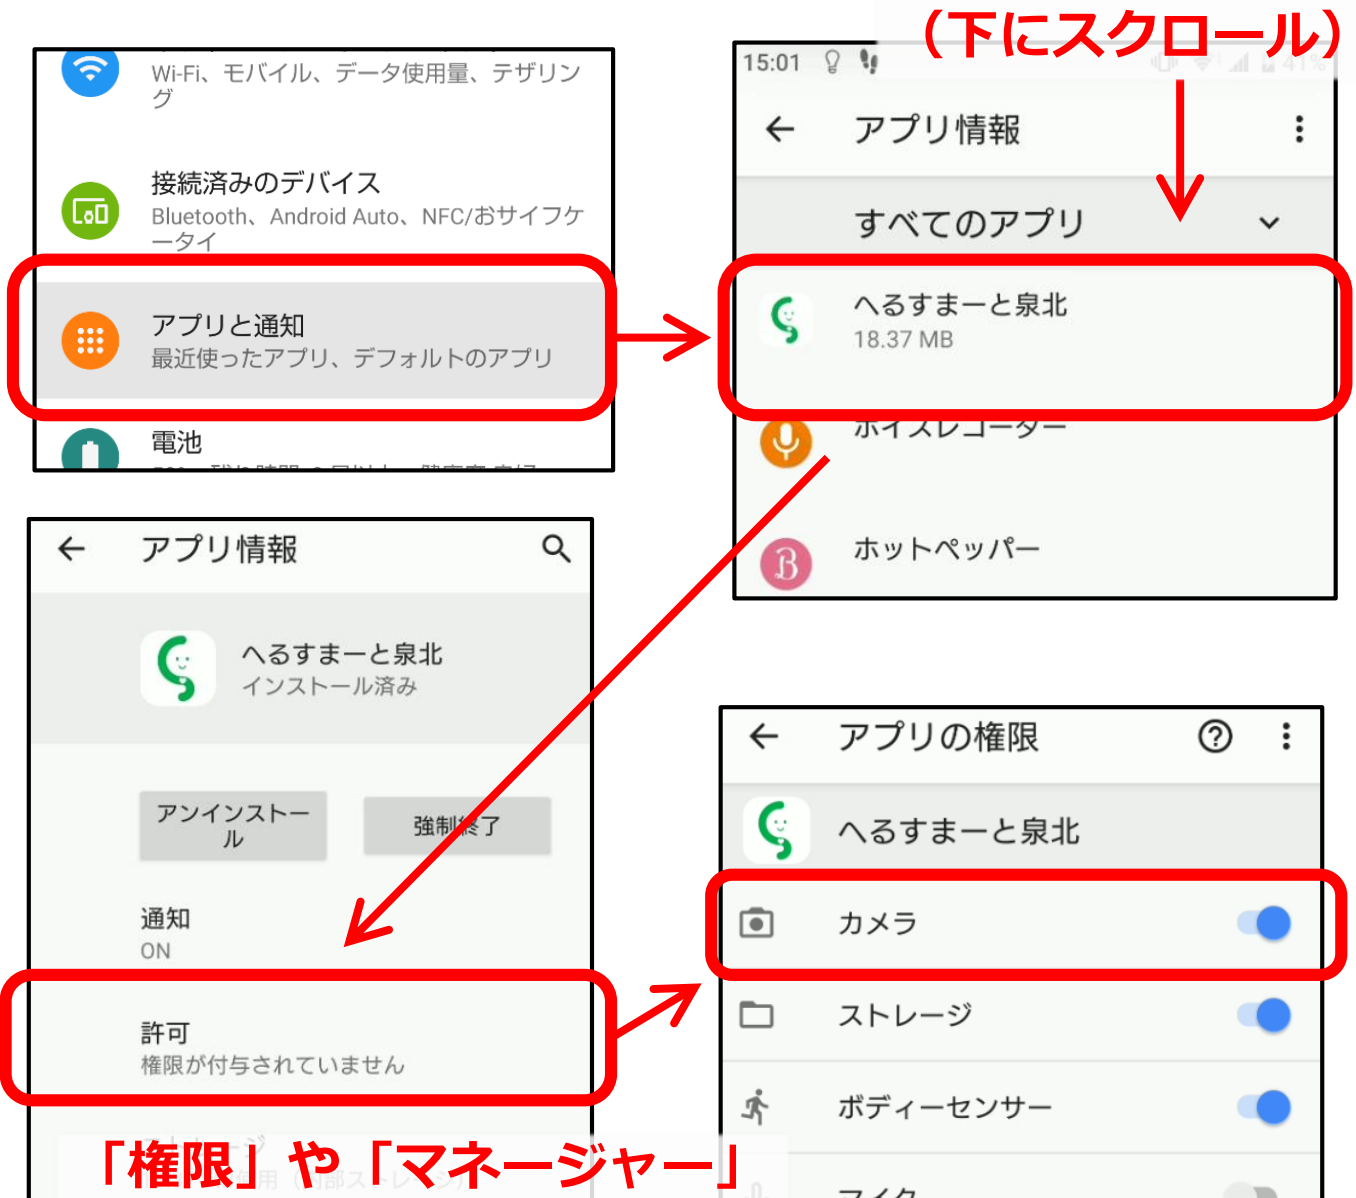 （下にスクロール）
Wi-Fi、モバイル、データ使用量、テザリン
グ
接続済みのデバイス
Bluetooth、Android Auto、NFC/おサイフケ
ータイ
アプリと通知
最近使ったアプリ、デフォルトのアプリ
電池
15:01
41%
アプリ情報
すべてのアプリ
へるすまーと泉北
18.37 MB
ボイスレコーダー
ホットペッパー
アプリ情報
へるすまーと泉北
インストール済み
アンインストー
ル
強制終了
通知
ON
許可
権限が付与されていません
ストレージ
「権限」や「マネージャー」
アプリの権限
へるすまーと泉北
カメラ
ストレージ
ボディーセンサー
マイク